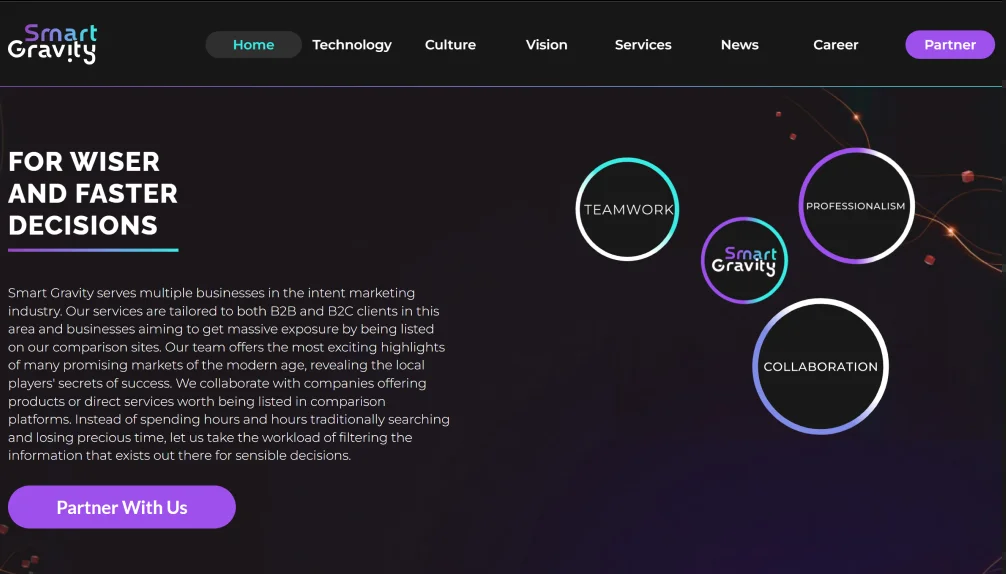 Smart
Gravity
Home
Technology
Culture
Vision
Services
News
Career
Partner
FOR WISER
AND FASTER
DECISIONS
Smart Gravity serves multiple businesses in the intent marketing
industry. Our services are tailored to both B2B and B2C clients in this
area and businesses aiming to get massive exposure by being listed
on our comparison sites. Our team offers the most exciting highlights
of many promising markets of the modern age, revealing the local
players' secrets of success. We collaborate with companies offering
products or direct services worth being listed in comparison
platforms. Instead of spending hours and hours traditionally searching
and losing precious time, let us take the workload of filtering the
information that exists out there for sensible decisions.
Partner With Us
TEAMWORK
PROFESSIONALISM
Smart
Gravity
COLLABORATION